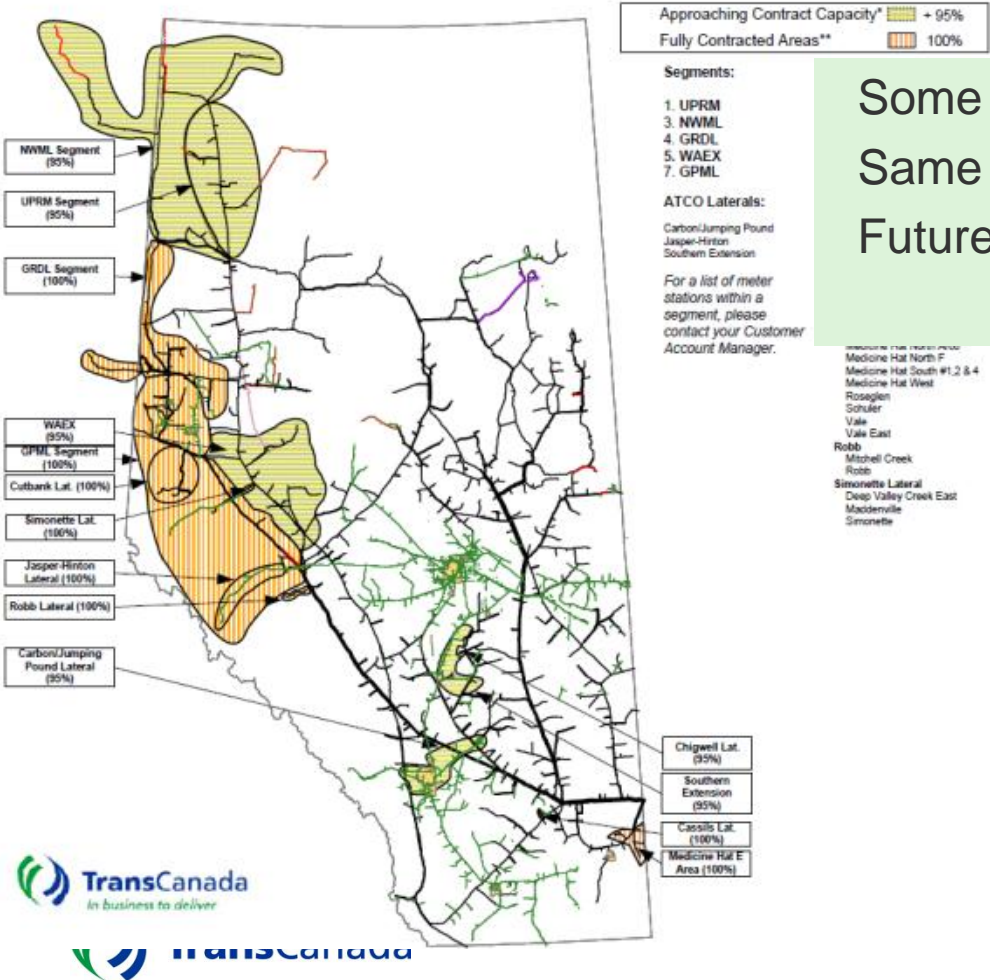 Approaching Contract Capacity* + 95%
Fully Contracted Areas** 100%
Segments:
1. UPRM
3. NWML
4. GRDL
5. WAEX
7. GPML
ATCO Laterals:
Carbon/Jumping Pound
Jasper-Hinton
Southern Extension
For a list of meter
stations within a
segment, please
contact your Customer
Account Manager.
Some
Same
Future
Medicine Hat North F
Medicine Hat South #1,2 & 4
Medicine Hat West
Roseglen
Schuler
Vale
Vale East
Robb
Mitchell Creek
Robb
Simonette Lateral
Deep Valley Creek East
Maddenville
Simonette
NWML Segment
(95%)
UPRM Segment
(95%)
GRDL Segment
(100%)
WAEX
(95%)
GPML Segment
(100%)
Cutbank Lat. (100%)
Simonette Lat.
(100%)
Jasper-Hinton
Lateral (100%)
Robb Lateral (100%)
Carbon/Jumping
Pound Lateral
(95%)
Chigwell Lat.
(95%)
Southern
Extension
(95%)
Cassils Lat.
(100%)
Medicine Hat E
Area (100%)
TransCanada
In business to deliver
TransCanada